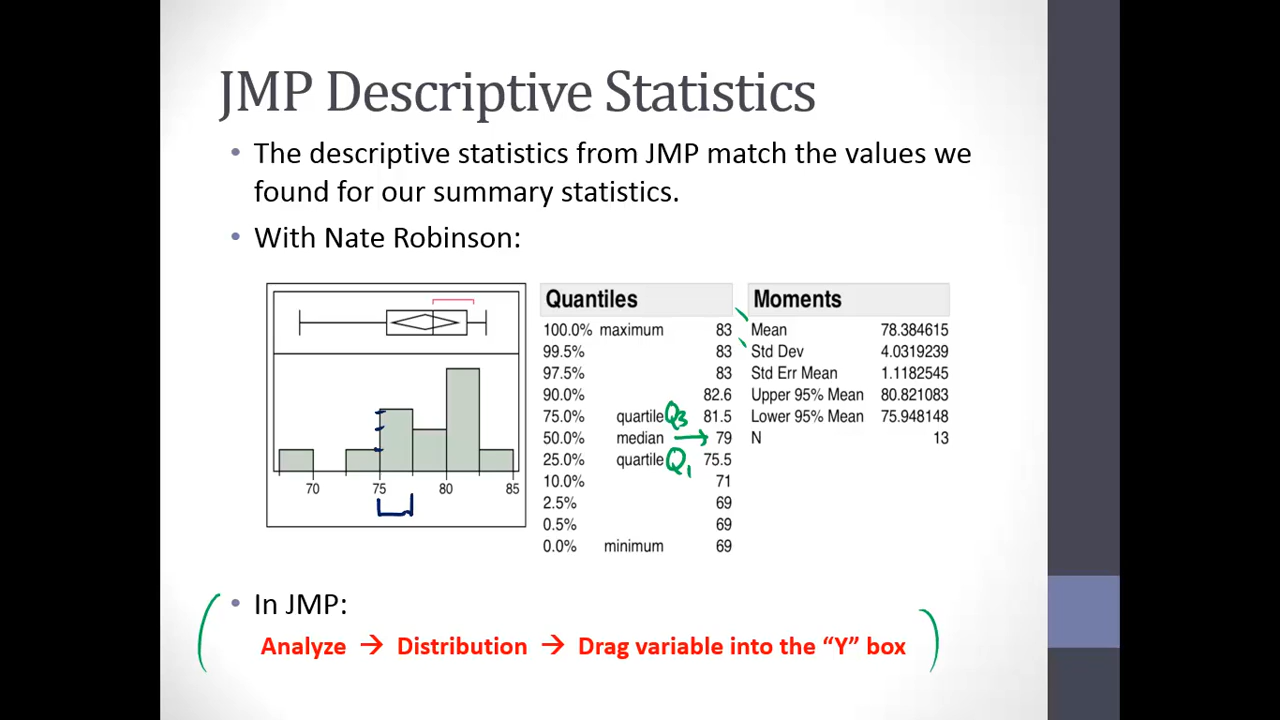 JMP Descriptive Statistics
• The descriptive statistics from JMP match the values we
found for our summary statistics.
• With Nate Robinson:
70 75 80 85
Quantiles
100.0% maximum 83
99.5% 83
97.5% 83
90.0% 82.6
75.0% quartile Q3 81.5
50.0% median → 79
25.0% quartile Q1 75.5
10.0% 71
2.5% 69
0.5% 69
0.0% minimum 69
Moments
Mean 78.384615
Std Dev 4.0319239
Std Err Mean 1.1182545
Upper 95% Mean 80.821083
Lower 95% Mean 75.948148
N 13
• In JMP:
Analyze → Distribution → Drag variable into the “Y” box